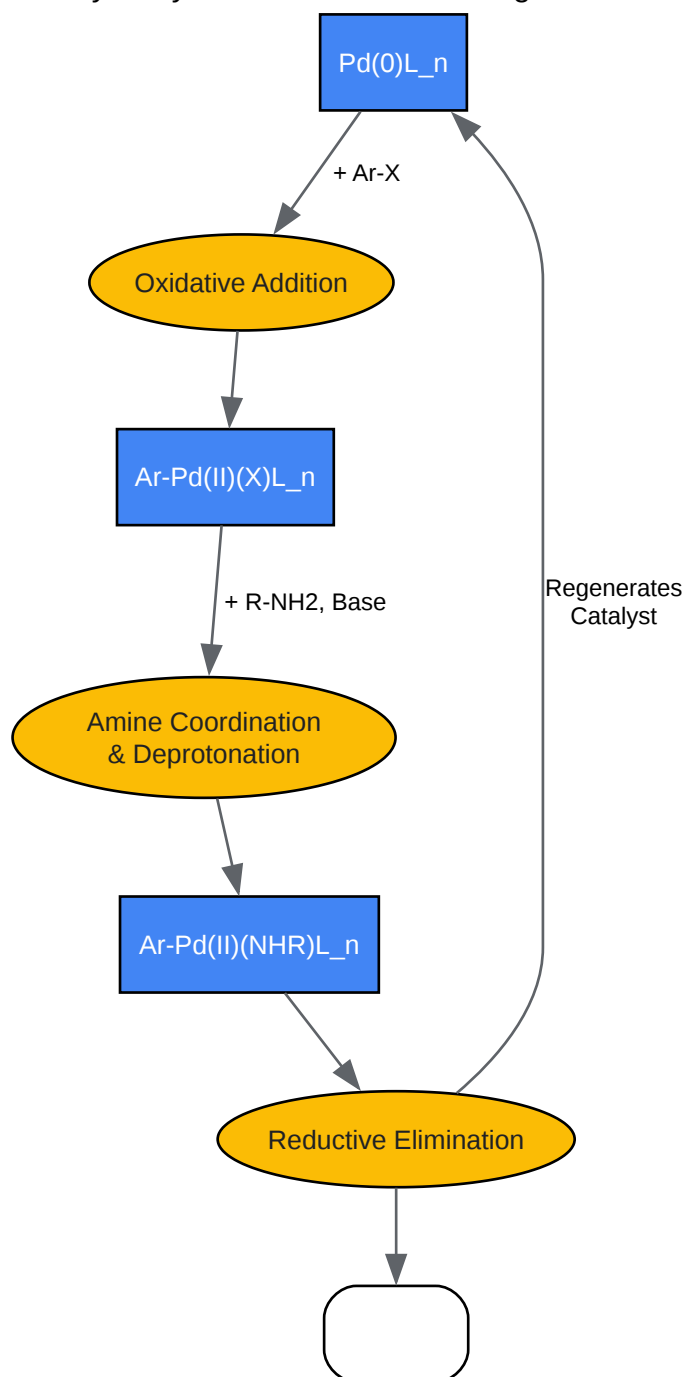 Pd(0)L_n
+ Ar-X
Oxidative Addition
Ar-Pd(II)(X)L_n
+ R-NH2, Base
Regenerates
Catalyst
Amine Coordination
& Deprotonation
Ar-Pd(II)(NHR)L_n
Reductive Elimination